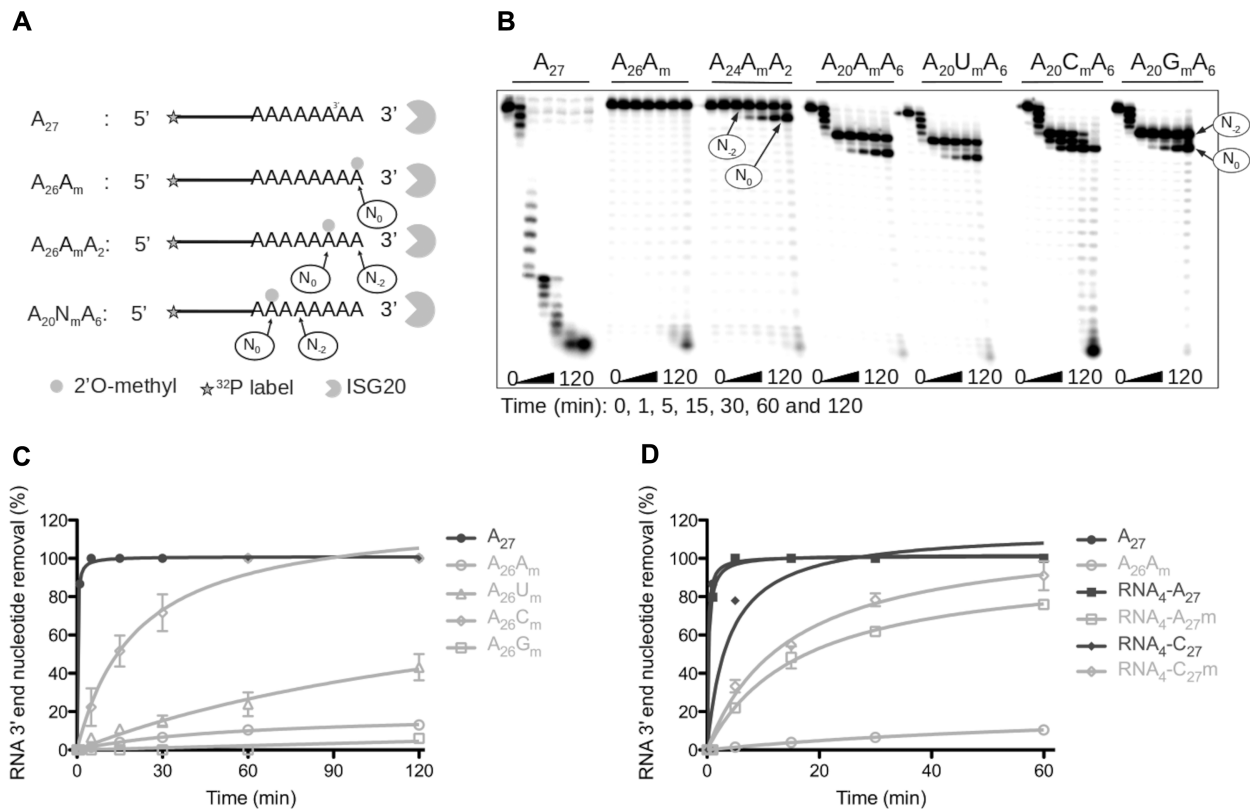 A
A27 : 5' AAAAAAA3'AA 3'
A26Am : 5' AAAAAAAA 3'
N0
A26AmA2: 5' AAAAAAAA 3'
N0 N-2
A20NmA6: 5' AAAAAAAA 3'
N0 N-2
2'O-methyl 32P label ISG20
B
A27 A26Am A24AmA2 A20AmA6 A20UmA6 A20CmA6 A20GmA6
N-2
N0
N-2
N0
0 120 0 120 0 120 0 120 0 120 0 120 0 120
Time (min): 0, 1, 5, 15, 30, 60 and 120
C
RNA 3' end nucleotide removal (%)
120
100
80
60
40
20
0
0 30 60 90 120
Time (min)
A27
A26Am
A26Um
A26Cm
A26Gm
D
RNA 3' end nucleotide removal (%)
120
100
80
60
40
20
0
0 20 40 60
Time (min)
A27
A26Am
RNA4-A27
RNA4-A27m
RNA4-C27
RNA4-C27m